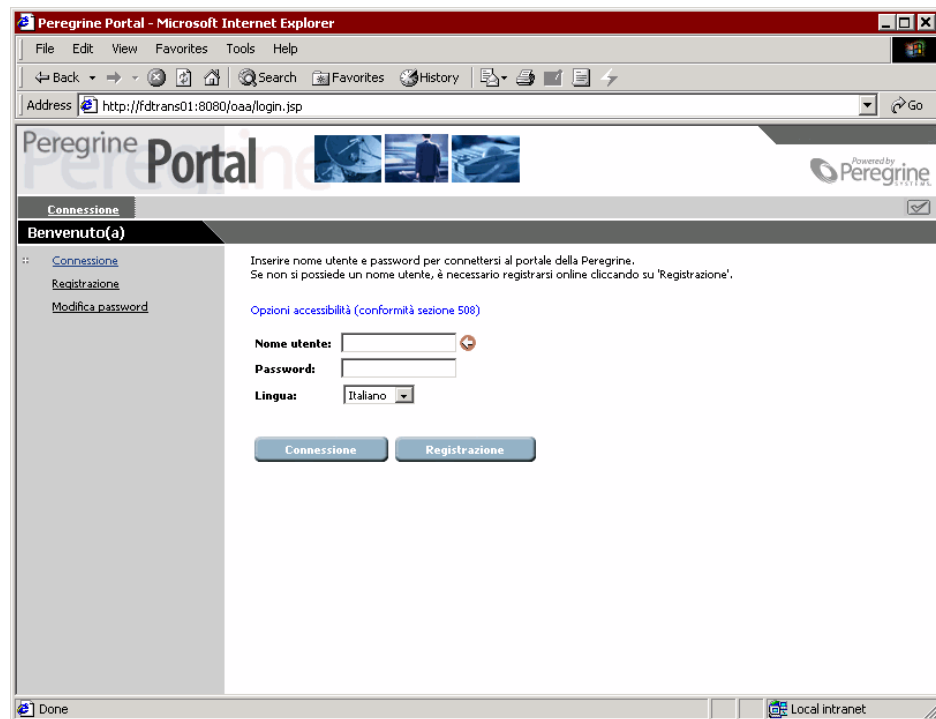 Peregrine Portal - Microsoft Internet Explorer
File Edit View Favorites Tools Help
Back Search Favorites History
Address http://fdtrans01:8080/oaa/login.jsp Go
Peregrine Portal
Powered by
Peregrine
SYSTEMS
Connessione
Benvenuto(a)
Connessione
Registrazione
Modifica password
Inserire nome utente e password per connettersi al portale della Peregrine.
Se non si possiede un nome utente, è necessario registrarsi online cliccando su 'Registrazione'.
Opzioni accessibilità (conformità sezione 508)
Nome utente:
Password:
Lingua: Italiano
Connessione Registrazione
Done Local intranet